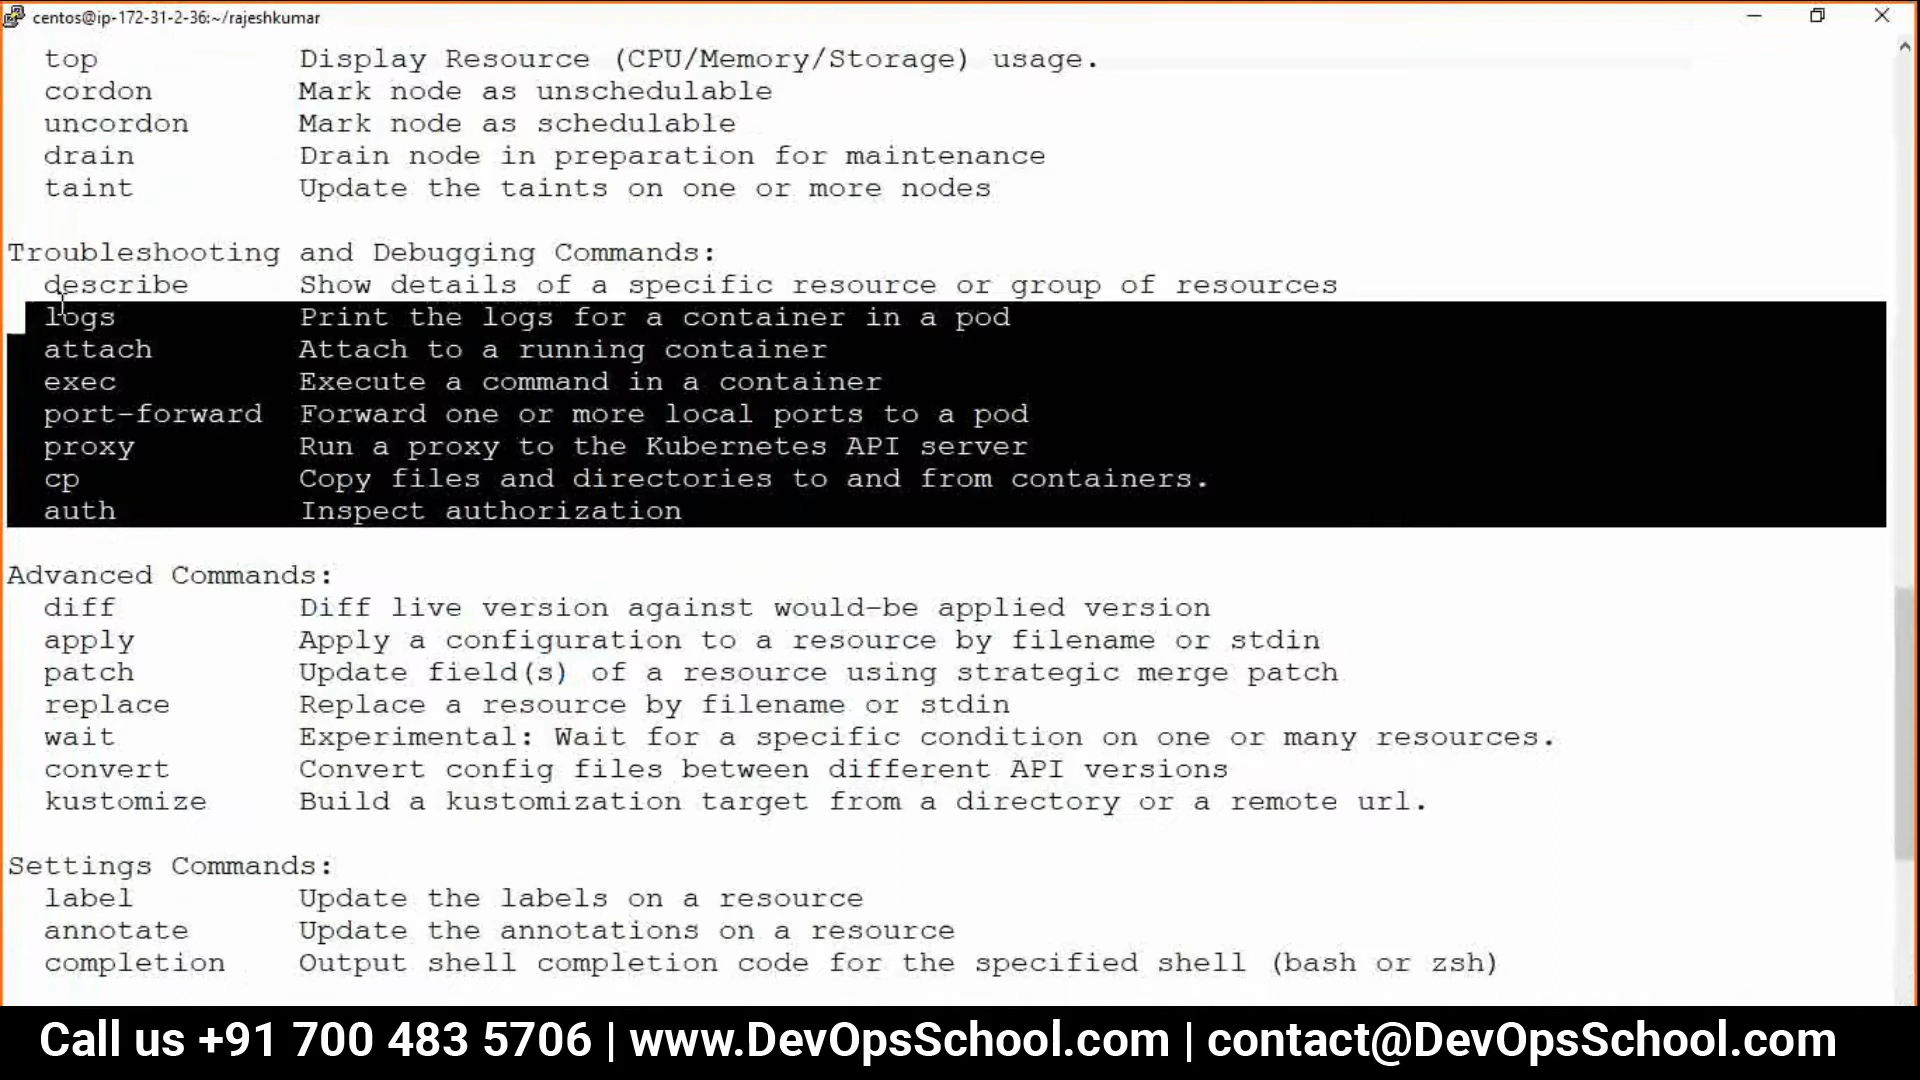 centos@ip-172-31-2-36:~/rajeshkumar
top Display Resource (CPU/Memory/Storage) usage.
cordon Mark node as unschedulable
uncordon Mark node as schedulable
drain Drain node in preparation for maintenance
taint Update the taints on one or more nodes
Troubleshooting and Debugging Commands:
describe Show details of a specific resource or group of resources
logs Print the logs for a container in a pod
attach Attach to a running container
exec Execute a command in a container
port-forward Forward one or more local ports to a pod
proxy Run a proxy to the Kubernetes API server
cp Copy files and directories to and from containers.
auth Inspect authorization
Advanced Commands:
diff Diff live version against would-be applied version
apply Apply a configuration to a resource by filename or stdin
patch Update field(s) of a resource using strategic merge patch
replace Replace a resource by filename or stdin
wait Experimental: Wait for a specific condition on one or many resources.
convert Convert config files between different API versions
kustomize Build a kustomization target from a directory or a remote url.
Settings Commands:
label Update the labels on a resource
annotate Update the annotations on a resource
completion Output shell completion code for the specified shell (bash or zsh)
Call us +91 700 483 5706 | www.DevOpsSchool.com | contact@DevOpsSchool.com